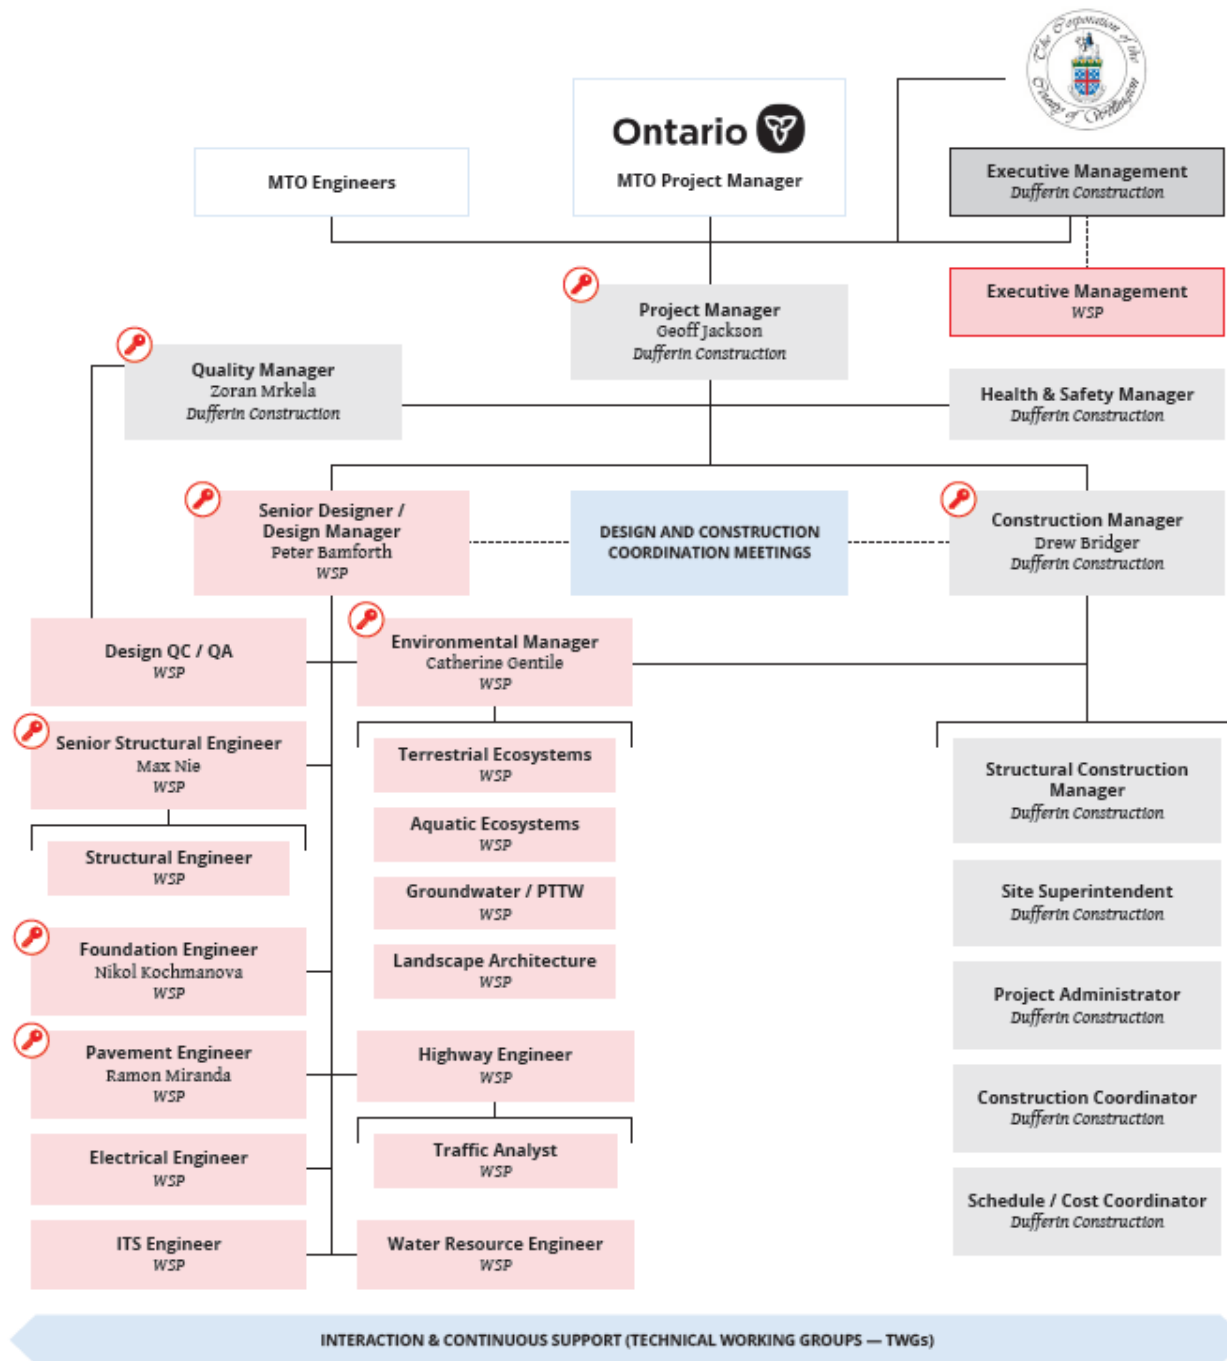 The Corporation of the
County of Wellington
Ontario
MTO Project Manager
MTO Engineers
Executive Management
Dufferin Construction
Executive Management
WSP
Project Manager
Geoff Jackson
Dufferin Construction
Quality Manager
Zoran Mrkela
Dufferin Construction
Health & Safety Manager
Dufferin Construction
Senior Designer /
Design Manager
Peter Bamforth
WSP
DESIGN AND CONSTRUCTION
COORDINATION MEETINGS
Construction Manager
Drew Bridger
Dufferin Construction
Design QC / QA
WSP
Environmental Manager
Catherine Gentile
WSP
Senior Structural Engineer
Max Nie
WSP
Structural Engineer
WSP
Foundation Engineer
Nikol Kochmanova
WSP
Pavement Engineer
Ramon Miranda
WSP
Electrical Engineer
WSP
ITS Engineer
WSP
Terrestrial Ecosystems
WSP
Aquatic Ecosystems
WSP
Groundwater / PTTW
WSP
Landscape Architecture
WSP
Highway Engineer
WSP
Traffic Analyst
WSP
Water Resource Engineer
WSP
Structural Construction
Manager
Dufferin Construction
Site Superintendent
Dufferin Construction
Project Administrator
Dufferin Construction
Construction Coordinator
Dufferin Construction
Schedule / Cost Coordinator
Dufferin Construction
INTERACTION & CONTINUOUS SUPPORT (TECHNICAL WORKING GROUPS — TWGs)